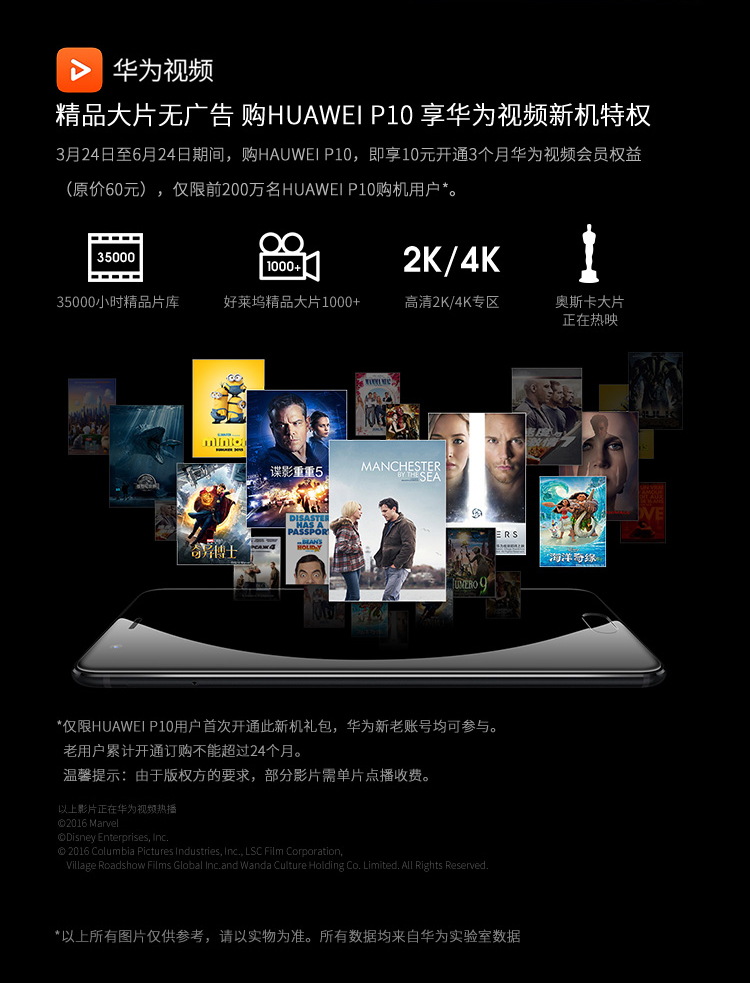 华为视频
精品大片无广告 购HUAWEI P10 享华为视频新机特权
3月24日至6月24日期间，购HAUWEI P10，即享10元开通3个月华为视频会员权益
（原价60元），仅限前200万名HUAWEI P10购机用户*。
35000
1000+
2K/4K
35000小时精品片库
好莱坞精品大片1000+
高清2K/4K专区
奥斯卡大片
正在热映
MAMMA MIA!
谍影重重5
MANCHESTER
BY THE SEA
DISASTER
HAS A
PASSPORT
MR. BEAN'S
HOLIDAY
奇异博士
ERS
NUMERO 9
海洋奇缘
*仅限HUAWEI P10用户首次开通此新机礼包，华为新老账号均可参与。
老用户累计开通订购不能超过24个月。
温馨提示：由于版权方的要求，部分影片需单片点播收费。
以上影片正在华为视频热播
©2016 Marvel
©Disney Enterprises, Inc.
© 2016 Columbia Pictures Industries, Inc., LSC Film Corporation,
Village Roadshow Films Global Inc.and Wanda Culture Holding Co. Limited. All Rights Reserved.
*以上所有图片仅供参考，请以实物为准。所有数据均来自华为实验室数据